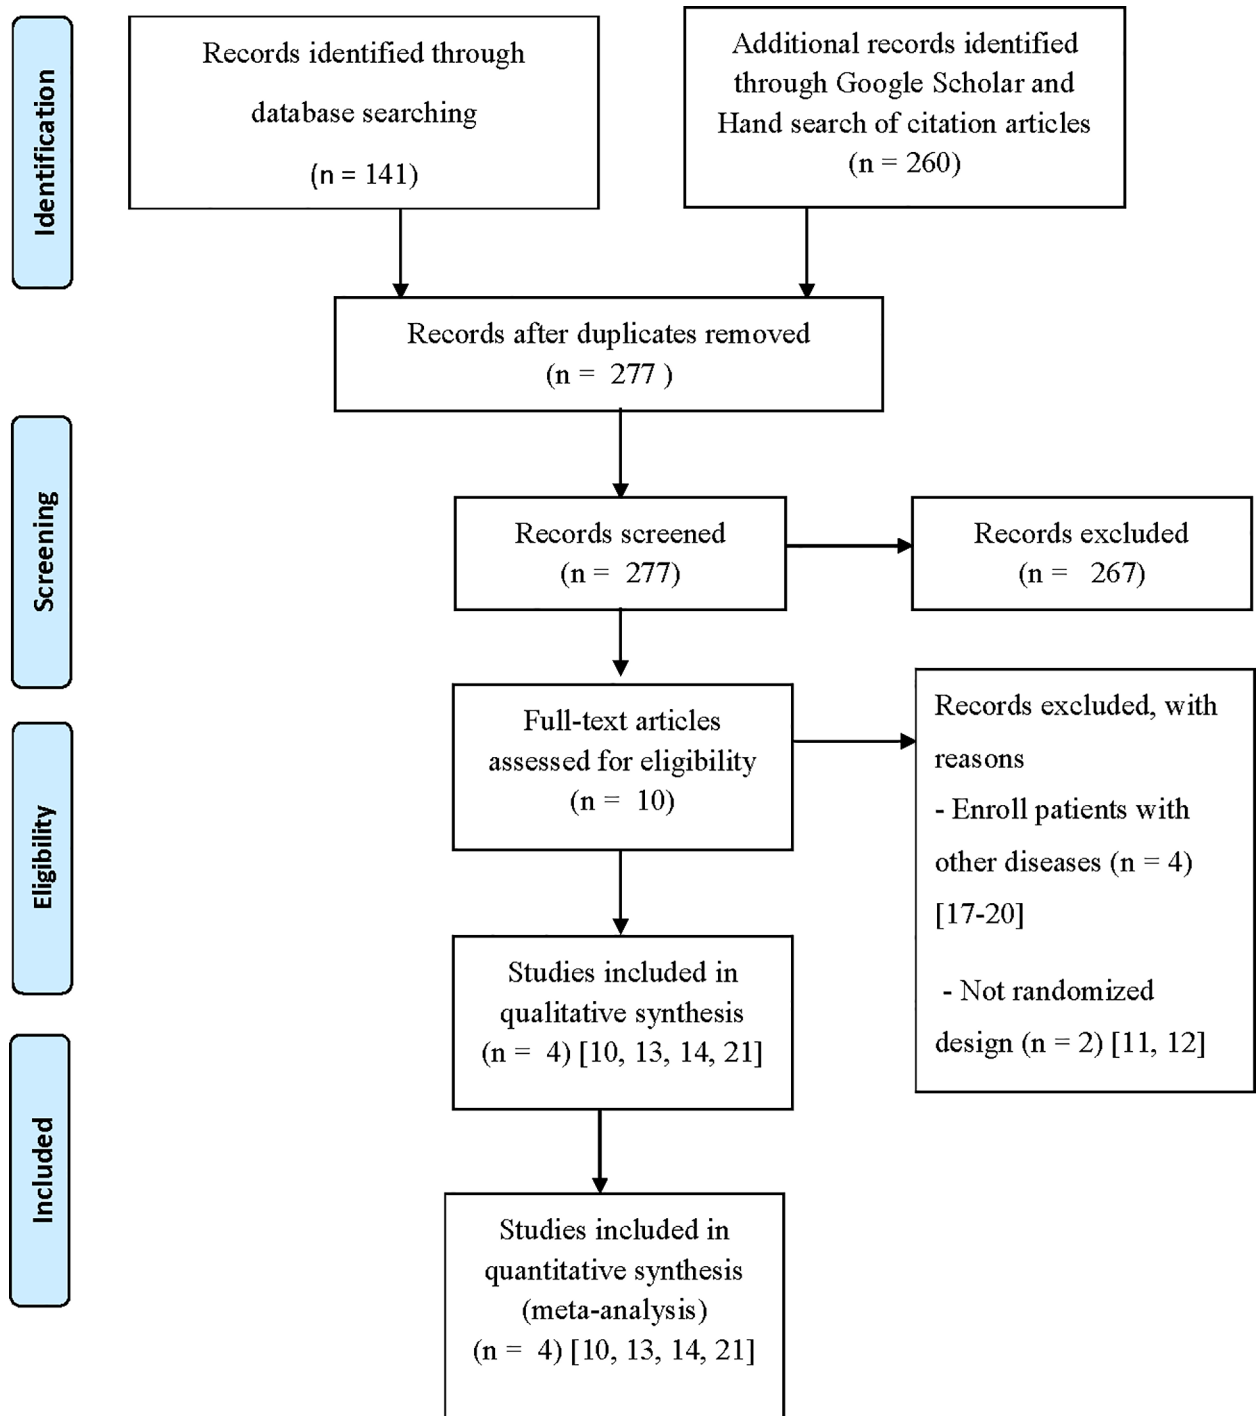 Identification
Records identified through
database searching
(n = 141)
Additional records identified
through Google Scholar and
Hand search of citation articles
(n = 260)
Records after duplicates removed
(n = 277 )
Screening
Records screened
(n = 277)
Records excluded
(n = 267)
Eligibility
Full-text articles
assessed for eligibility
(n = 10)
Records excluded, with
reasons
- Enroll patients with
other diseases (n = 4)
[17-20]
- Not randomized
design (n = 2) [11, 12]
Studies included in
qualitative synthesis
(n = 4) [10, 13, 14, 21]
Included
Studies included in
quantitative synthesis
(meta-analysis)
(n = 4) [10, 13, 14, 21]